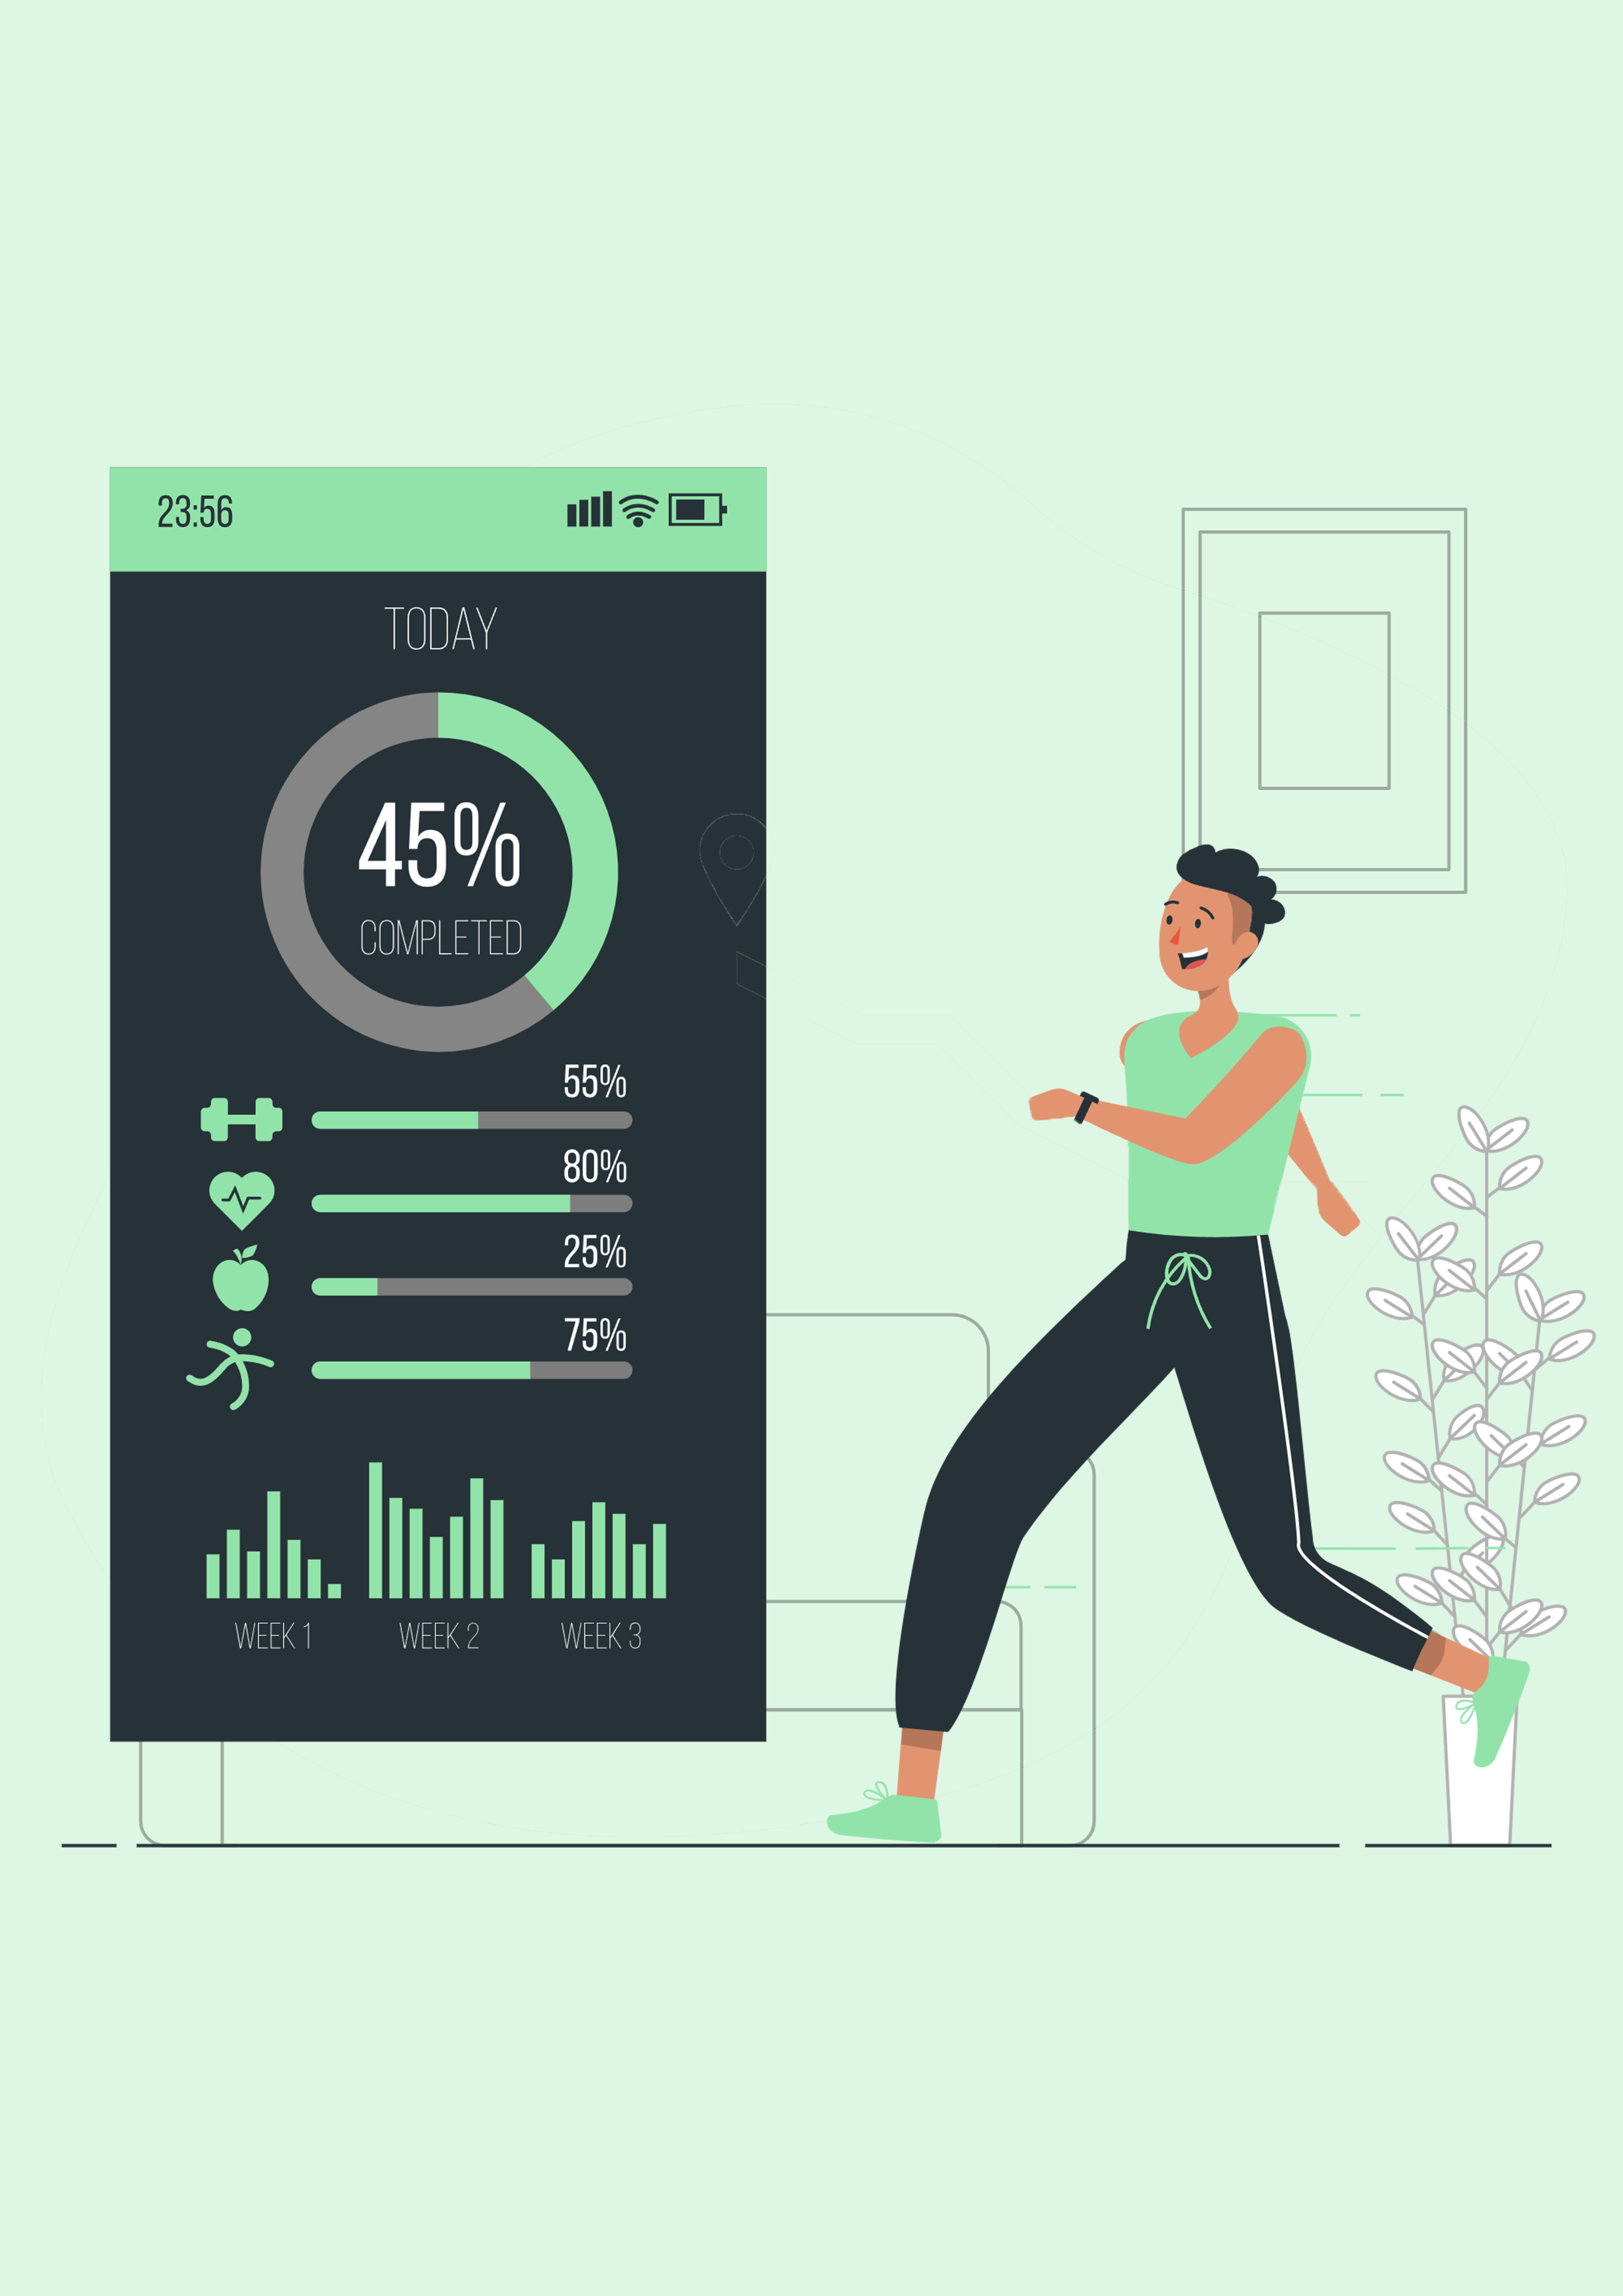 23:56
TODAY
45%
COMPLETED
55%
80%
25%
75%
WEEK 1
WEEK 2
WEEK 3